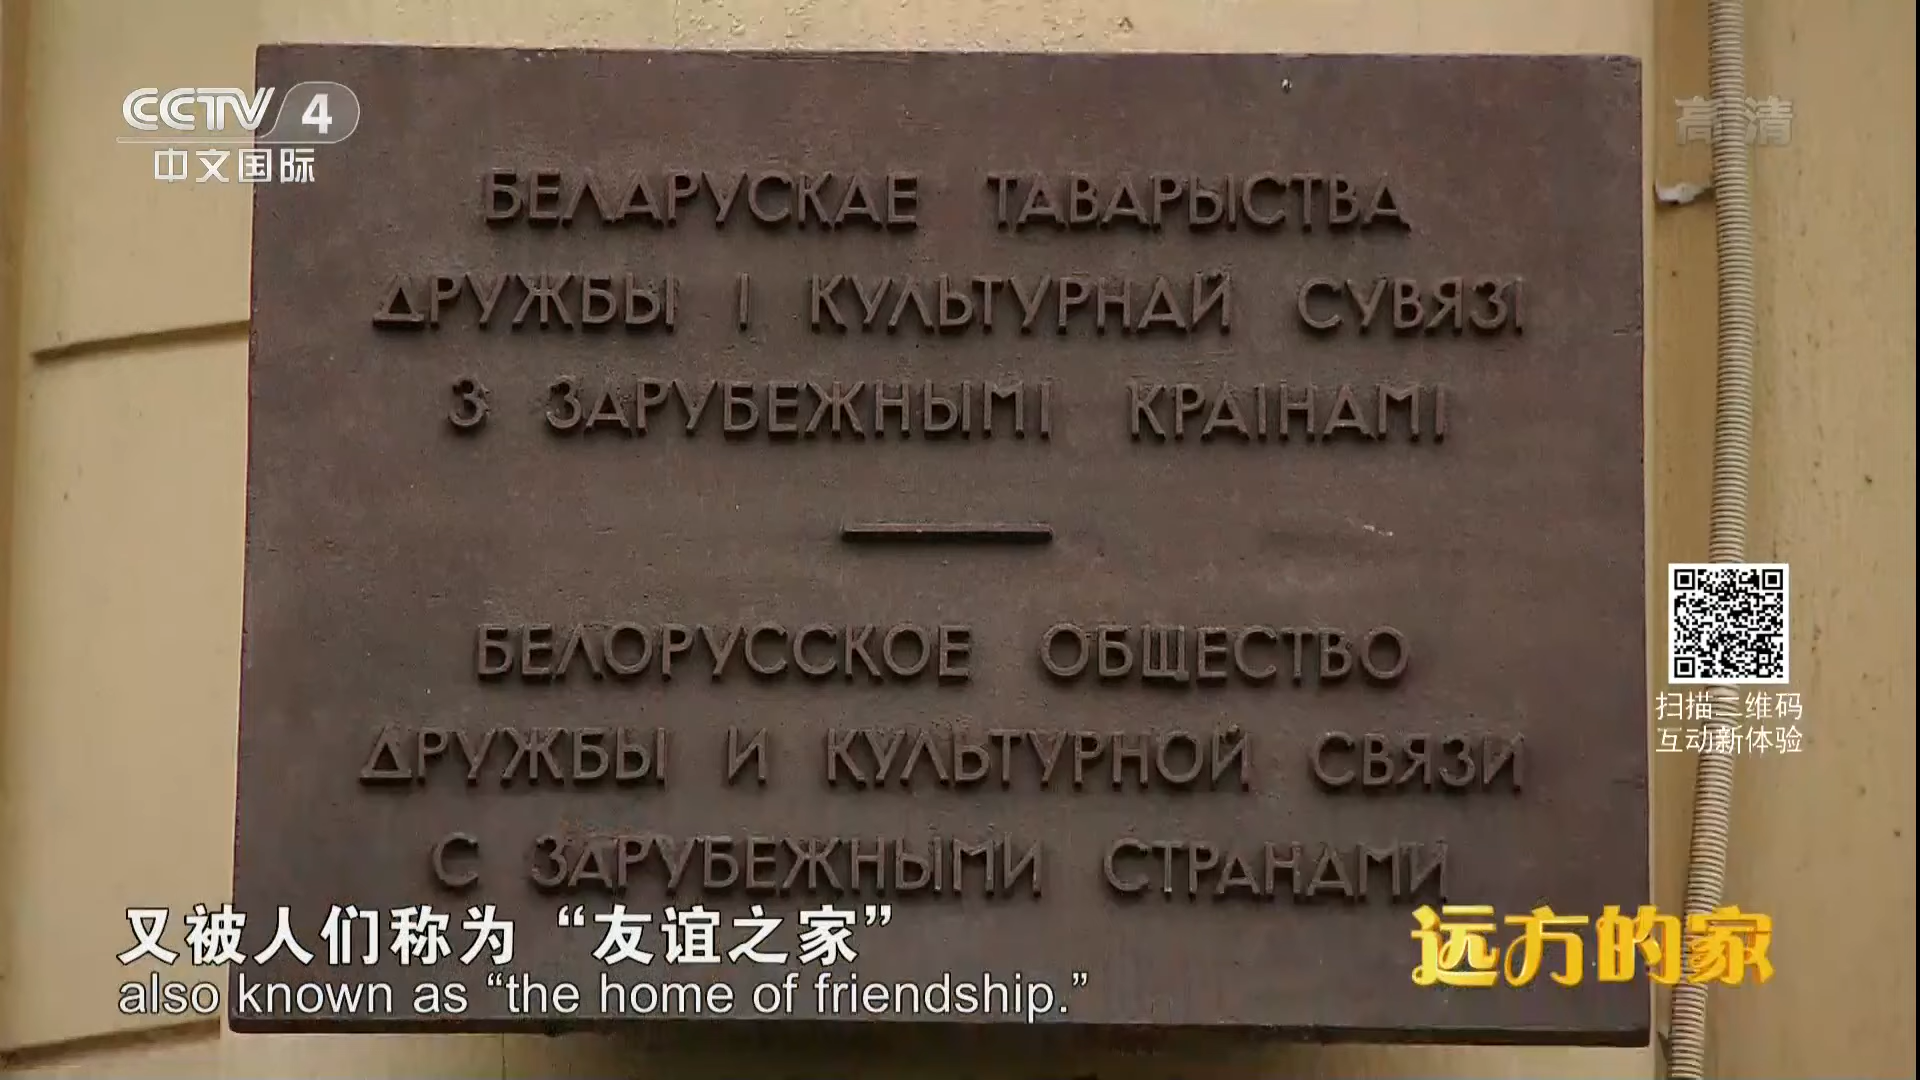 CCTV 4
中文国际
高清
БЕЛАРУСКАЕ ТАВАРЫСТВА
ДРУЖБЫ І КУЛЬТУРНАЙ СУВЯЗІ
З ЗАРУБЕЖНЫМІ КРАІНАМІ
БЕЛОРУССКОЕ ОБЩЕСТВО
ДРУЖБЫ И КУЛЬТУРНОЙ СВЯЗИ
С ЗАРУБЕЖНЫМИ СТРАНАМИ
扫描二维码
互动新体验
又被人们称为“友谊之家”
also known as “the home of friendship.”
远方的家